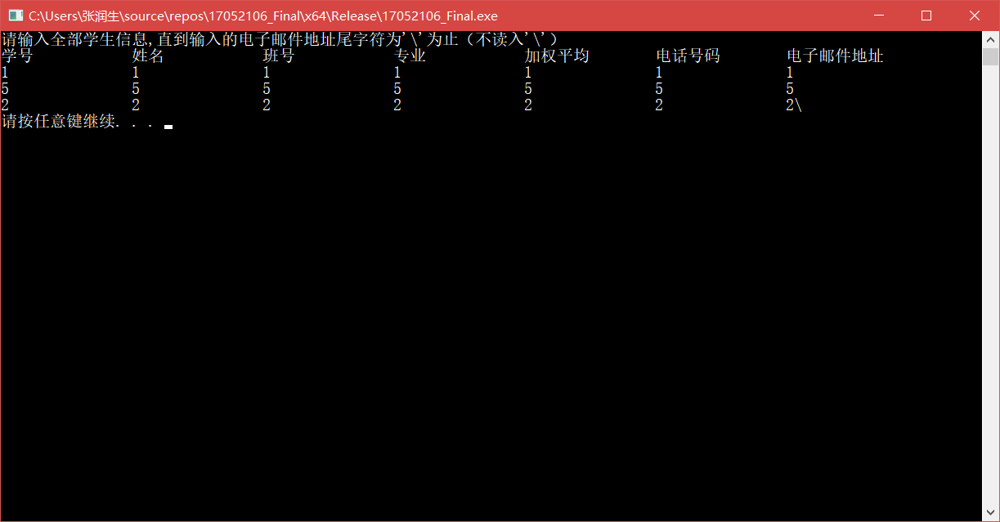 C:\Users\张润生\source\repos\17052106_Final\x64\Release\17052106_Final.exe
请输入全部学生信息,直到输入的电子邮件地址尾字符为'\'为止（不读入'\'）
学号 姓名 班号 专业 加权平均 电话号码 电子邮件地址
1 1 1 1 1 1 1
5 5 5 5 5 5 5
2 2 2 2 2 2 2\
请按任意键继续. . .